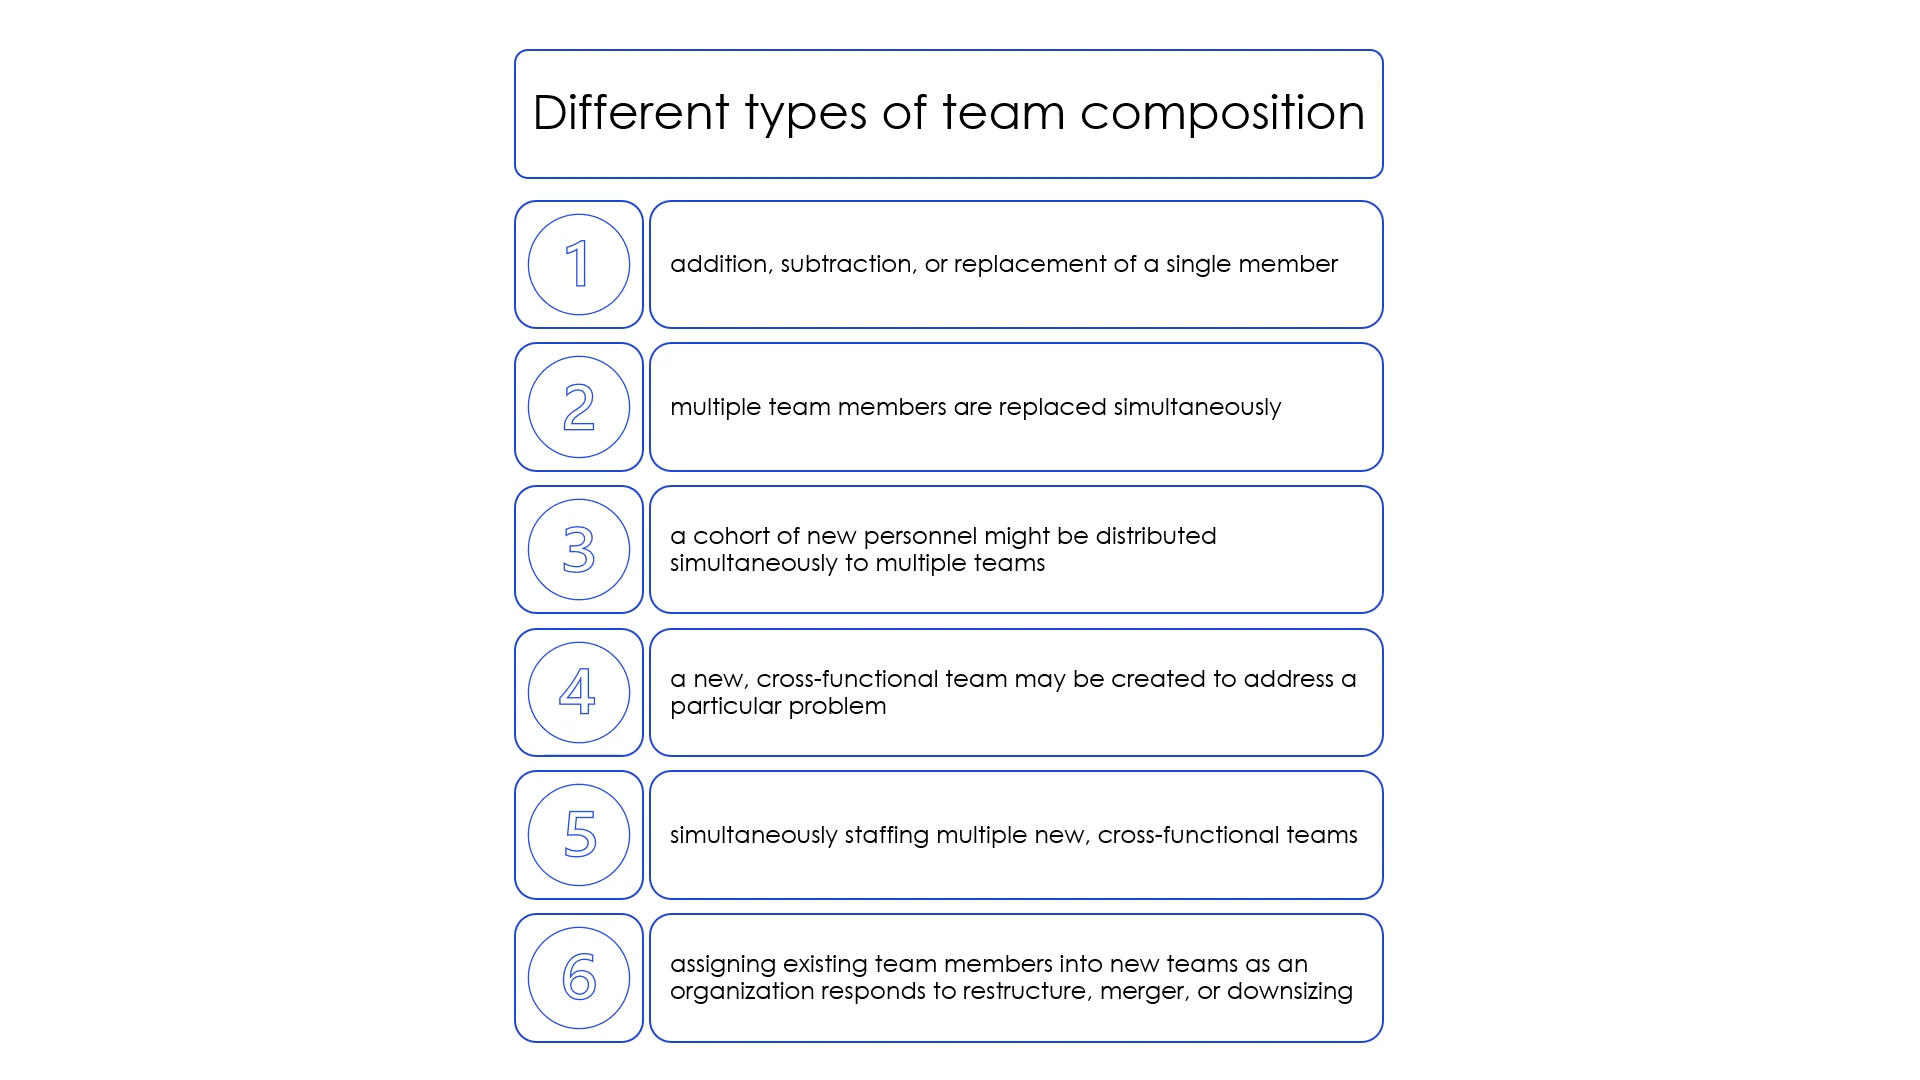 Different types of team composition
1
addition, subtraction, or replacement of a single member
2
multiple team members are replaced simultaneously
3
a cohort of new personnel might be distributed
simultaneously to multiple teams
4
a new, cross-functional team may be created to address a
particular problem
5
simultaneously staffing multiple new, cross-functional teams
6
assigning existing team members into new teams as an
organization responds to restructure, merger, or downsizing